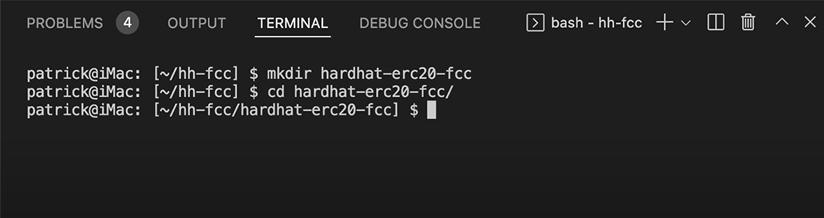 PROBLEMS 4 OUTPUT TERMINAL DEBUG CONSOLE bash - hh-fcc
patrick@iMac: [~/hh-fcc] $ mkdir hardhat-erc20-fcc
patrick@iMac: [~/hh-fcc] $ cd hardhat-erc20-fcc/
patrick@iMac: [~/hh-fcc/hardhat-erc20-fcc] $